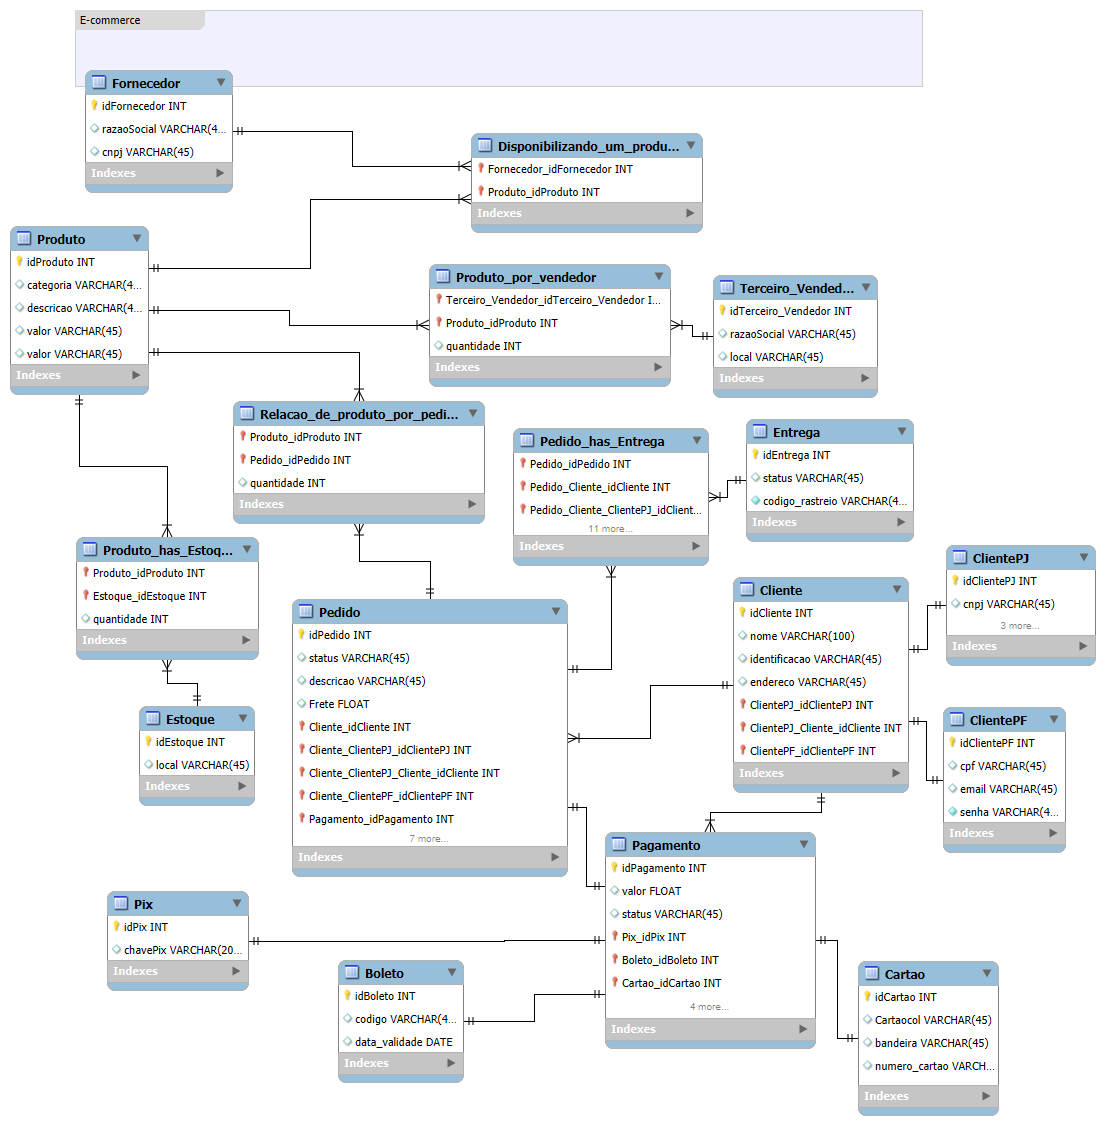 E-commerce
Fornecedor
idFornecedor INT
razaoSocial VARCHAR(4...
cnpj VARCHAR(45)
Indexes
Disponibilizando_um_produ...
Fornecedor_idFornecedor INT
Produto_idProduto INT
Indexes
Produto
idProduto INT
categoria VARCHAR(4...
descricao VARCHAR(4...
valor VARCHAR(45)
valor VARCHAR(45)
Indexes
Produto_por_vendedor
Terceiro_Vendedor_idTerceiro_Vendedor I...
Produto_idProduto INT
quantidade INT
Indexes
Terceiro_Vended...
idTerceiro_Vendedor INT
razaoSocial VARCHAR(45)
local VARCHAR(45)
Indexes
Relacao_de_produto_por_pedi...
Produto_idProduto INT
Pedido_idPedido INT
quantidade INT
Indexes
Pedido_has_Entrega
Pedido_idPedido INT
Pedido_Cliente_idCliente INT
Pedido_Cliente_ClientePJ_idClient...
11 more...
Indexes
Entrega
idEntrega INT
status VARCHAR(45)
codigo_rastreio VARCHAR(4...
Indexes
Produto_has_Estoq...
Produto_idProduto INT
Estoque_idEstoque INT
quantidade INT
Indexes
Pedido
idPedido INT
status VARCHAR(45)
descricao VARCHAR(45)
Frete FLOAT
Cliente_idCliente INT
Cliente_ClientePJ_idClientePJ INT
Cliente_ClientePJ_Cliente_idCliente INT
Cliente_ClientePF_idClientePF INT
Pagamento_idPagamento INT
7 more...
Indexes
Cliente
idCliente INT
nome VARCHAR(100)
identificacao VARCHAR(45)
endereco VARCHAR(45)
ClientePJ_idClientePJ INT
ClientePJ_Cliente_idCliente INT
ClientePF_idClientePF INT
Indexes
ClientePJ
idClientePJ INT
cnpj VARCHAR(45)
3 more...
Indexes
Estoque
idEstoque INT
local VARCHAR(45)
Indexes
ClientePF
idClientePF INT
cpf VARCHAR(45)
email VARCHAR(45)
senha VARCHAR(4...
Indexes
Pagamento
idPagamento INT
valor FLOAT
status VARCHAR(45)
Pix_idPix INT
Boleto_idBoleto INT
Cartao_idCartao INT
4 more...
Indexes
Pix
idPix INT
chavePix VARCHAR(20...
Indexes
Boleto
idBoleto INT
codigo VARCHAR(4...
data_validade DATE
Indexes
Cartao
idCartao INT
Cartaocol VARCHAR(45)
bandeira VARCHAR(45)
numero_cartao VARCH...
Indexes